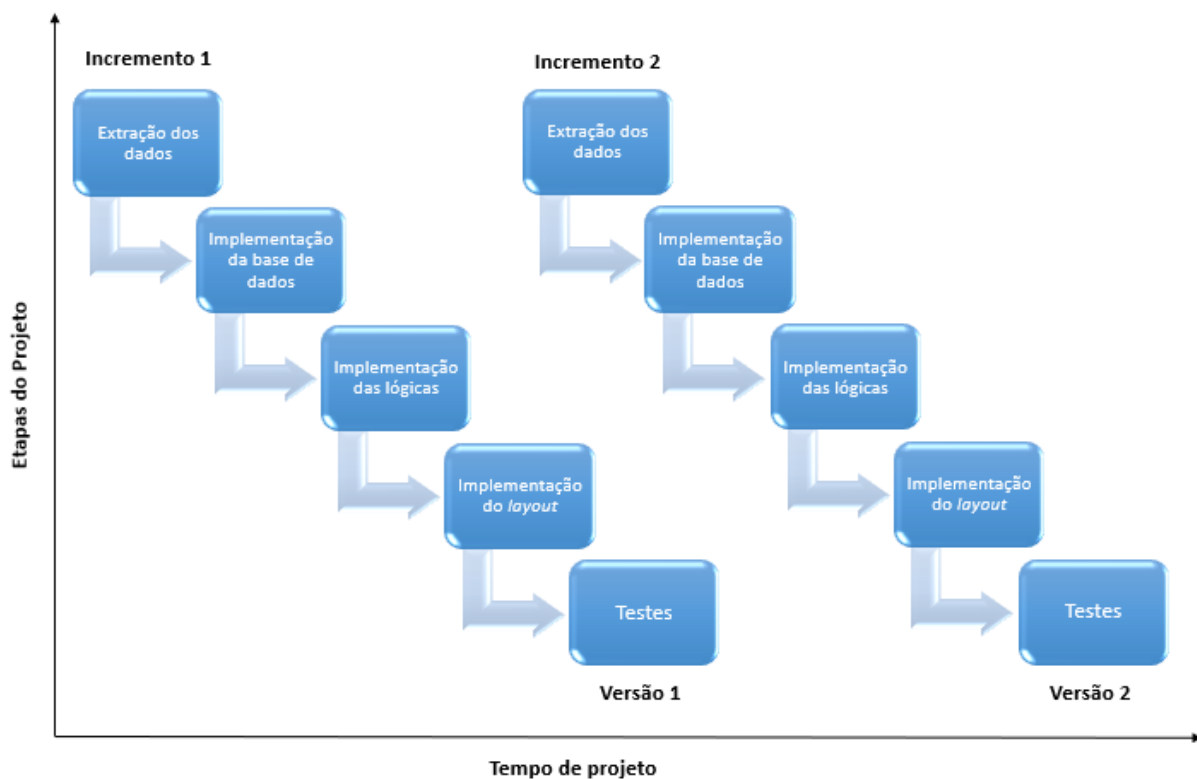 Incremento 1
Extração dos
dados
Implementação
da base de
dados
Implementação
das lógicas
Implementação
do layout
Testes
Versão 1
Incremento 2
Extração dos
dados
Implementação
da base de
dados
Implementação
das lógicas
Implementação
do layout
Testes
Versão 2
Etapas do Projeto
Tempo de projeto